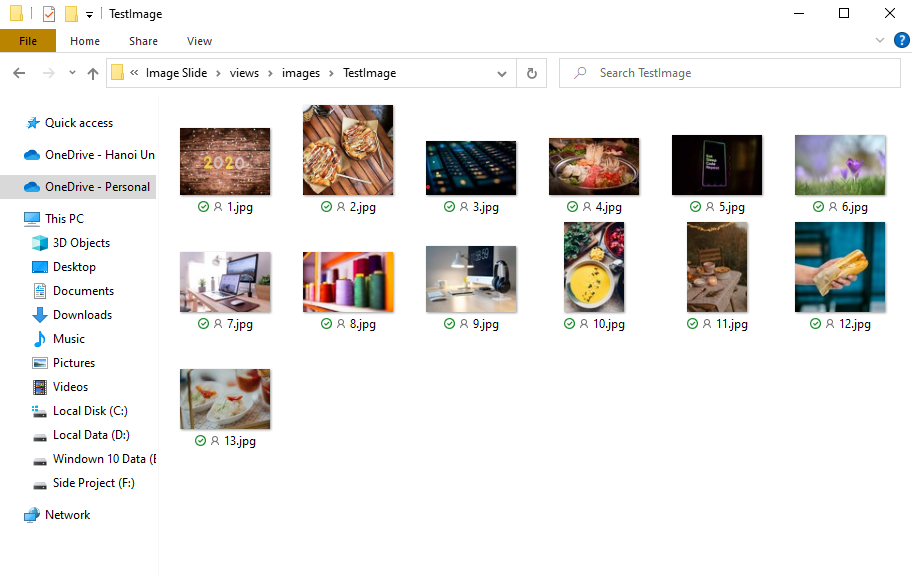 TestImage
File Home Share View
« Image Slide > views > images > TestImage
Search TestImage
Quick access
OneDrive - Hanoi Un
OneDrive - Personal
This PC
3D Objects
Desktop
Documents
Downloads
Music
Pictures
Videos
Local Disk (C:)
Local Data (D:)
Window 10 Data (E
Side Project (F:)
Network
2020
1.jpg 2.jpg 3.jpg 4.jpg 5.jpg 6.jpg
7.jpg 8.jpg 9.jpg 10.jpg 11.jpg 12.jpg
13.jpg